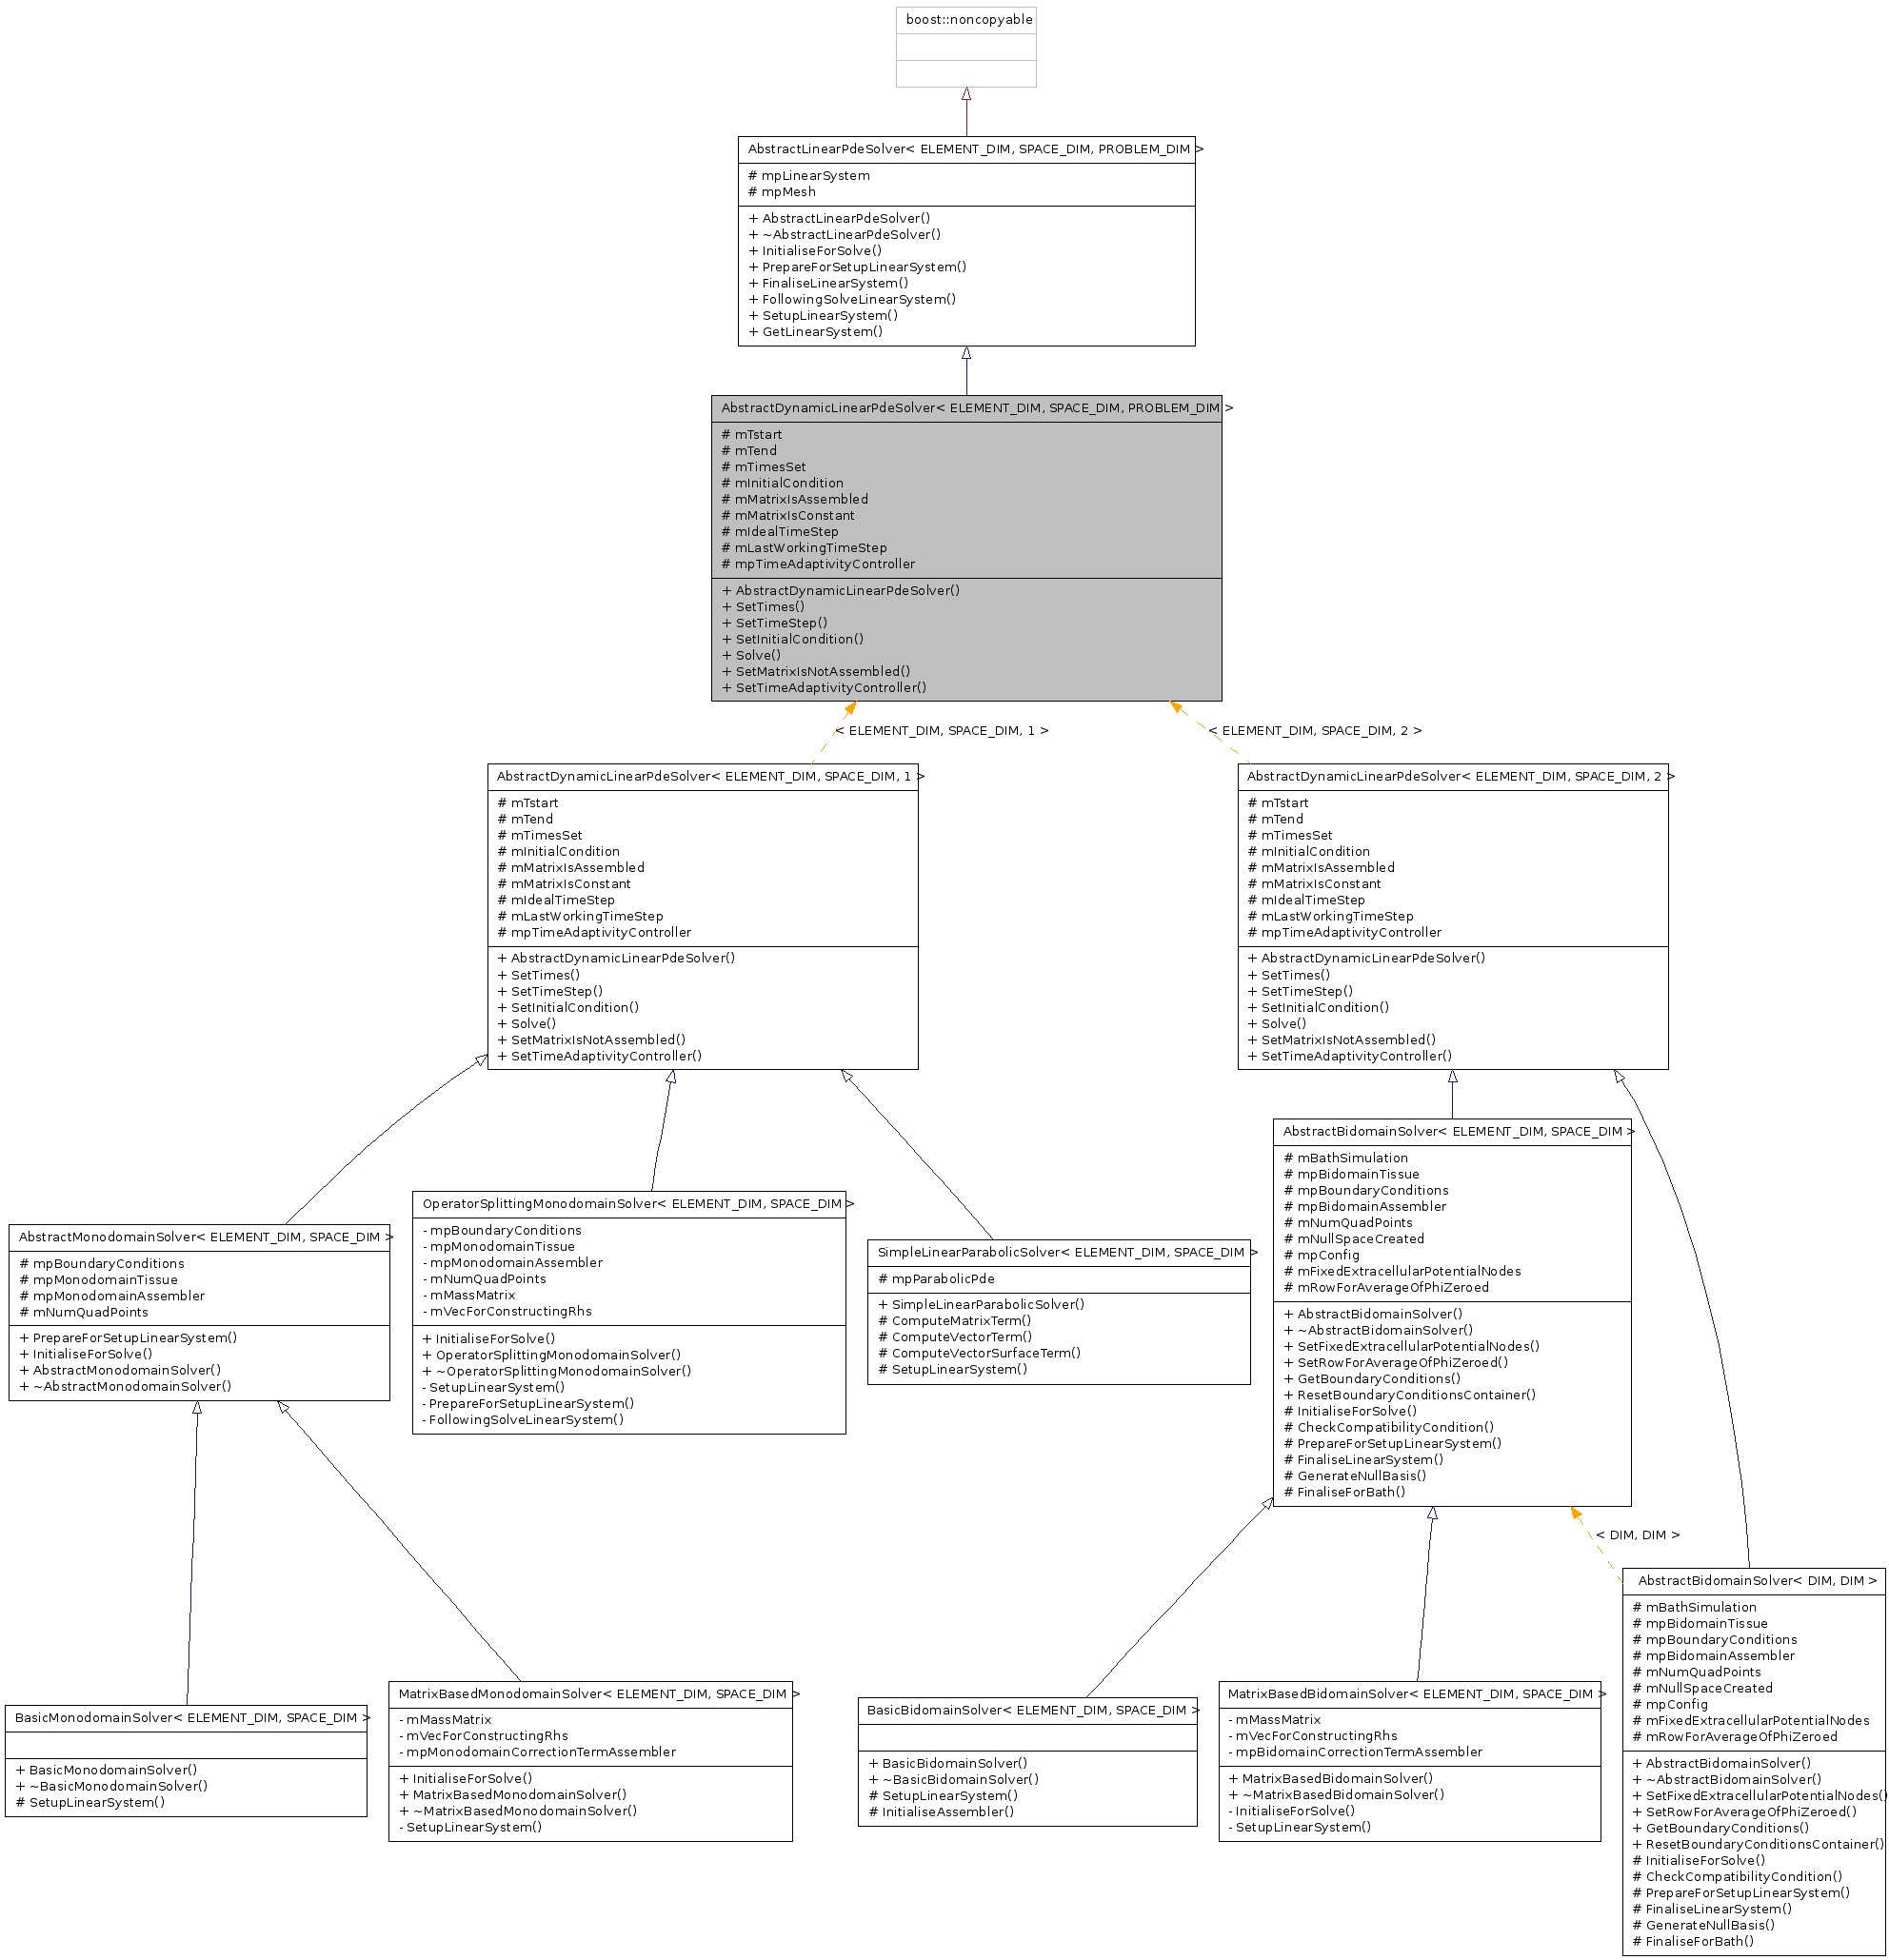 boost::noncopyable
AbstractLinearPdeSolver< ELEMENT_DIM, SPACE_DIM, PROBLEM_DIM >
# mpLinearSystem
# mpMesh
+ AbstractLinearPdeSolver()
+ ~AbstractLinearPdeSolver()
+ InitialiseForSolve()
+ PrepareForSetupLinearSystem()
+ FinaliseLinearSystem()
+ FollowingSolveLinearSystem()
+ SetupLinearSystem()
+ GetLinearSystem()
AbstractDynamicLinearPdeSolver< ELEMENT_DIM, SPACE_DIM, PROBLEM_DIM >
# mTstart
# mTend
# mTimesSet
# mInitialCondition
# mMatrixIsAssembled
# mMatrixIsConstant
# mIdealTimeStep
# mLastWorkingTimeStep
# mpTimeAdaptivityController
+ AbstractDynamicLinearPdeSolver()
+ SetTimes()
+ SetTimeStep()
+ SetInitialCondition()
+ Solve()
+ SetMatrixIsNotAssembled()
+ SetTimeAdaptivityController()
< ELEMENT_DIM, SPACE_DIM, 1 >
< ELEMENT_DIM, SPACE_DIM, 2 >
AbstractDynamicLinearPdeSolver< ELEMENT_DIM, SPACE_DIM, 1 >
# mTstart
# mTend
# mTimesSet
# mInitialCondition
# mMatrixIsAssembled
# mMatrixIsConstant
# mIdealTimeStep
# mLastWorkingTimeStep
# mpTimeAdaptivityController
+ AbstractDynamicLinearPdeSolver()
+ SetTimes()
+ SetTimeStep()
+ SetInitialCondition()
+ Solve()
+ SetMatrixIsNotAssembled()
+ SetTimeAdaptivityController()
AbstractDynamicLinearPdeSolver< ELEMENT_DIM, SPACE_DIM, 2 >
# mTstart
# mTend
# mTimesSet
# mInitialCondition
# mMatrixIsAssembled
# mMatrixIsConstant
# mIdealTimeStep
# mLastWorkingTimeStep
# mpTimeAdaptivityController
+ AbstractDynamicLinearPdeSolver()
+ SetTimes()
+ SetTimeStep()
+ SetInitialCondition()
+ Solve()
+ SetMatrixIsNotAssembled()
+ SetTimeAdaptivityController()
AbstractMonodomainSolver< ELEMENT_DIM, SPACE_DIM >
# mpBoundaryConditions
# mpMonodomainTissue
# mpMonodomainAssembler
# mNumQuadPoints
+ PrepareForSetupLinearSystem()
+ InitialiseForSolve()
+ AbstractMonodomainSolver()
+ ~AbstractMonodomainSolver()
OperatorSplittingMonodomainSolver< ELEMENT_DIM, SPACE_DIM >
- mpBoundaryConditions
- mpMonodomainTissue
- mpMonodomainAssembler
- mNumQuadPoints
- mMassMatrix
- mVecForConstructingRhs
+ InitialiseForSolve()
+ OperatorSplittingMonodomainSolver()
+ ~OperatorSplittingMonodomainSolver()
- SetupLinearSystem()
- PrepareForSetupLinearSystem()
- FollowingSolveLinearSystem()
SimpleLinearParabolicSolver< ELEMENT_DIM, SPACE_DIM >
# mpParabolicPde
+ SimpleLinearParabolicSolver()
# ComputeMatrixTerm()
# ComputeVectorTerm()
# ComputeVectorSurfaceTerm()
# SetupLinearSystem()
AbstractBidomainSolver< ELEMENT_DIM, SPACE_DIM >
# mBathSimulation
# mpBidomainTissue
# mpBoundaryConditions
# mpBidomainAssembler
# mNumQuadPoints
# mNullSpaceCreated
# mpConfig
# mFixedExtracellularPotentialNodes
# mRowForAverageOfPhiZeroed
+ AbstractBidomainSolver()
+ ~AbstractBidomainSolver()
+ SetFixedExtracellularPotentialNodes()
+ SetRowForAverageOfPhiZeroed()
+ GetBoundaryConditions()
+ ResetBoundaryConditionsContainer()
# InitialiseForSolve()
# CheckCompatibilityCondition()
# PrepareForSetupLinearSystem()
# FinaliseLinearSystem()
# GenerateNullBasis()
# FinaliseForBath()
< DIM, DIM >
BasicMonodomainSolver< ELEMENT_DIM, SPACE_DIM >
+ BasicMonodomainSolver()
+ ~BasicMonodomainSolver()
# SetupLinearSystem()
MatrixBasedMonodomainSolver< ELEMENT_DIM, SPACE_DIM >
- mMassMatrix
- mVecForConstructingRhs
- mpMonodomainCorrectionTermAssembler
+ InitialiseForSolve()
+ MatrixBasedMonodomainSolver()
+ ~MatrixBasedMonodomainSolver()
- SetupLinearSystem()
BasicBidomainSolver< ELEMENT_DIM, SPACE_DIM >
+ BasicBidomainSolver()
+ ~BasicBidomainSolver()
# SetupLinearSystem()
# InitialiseAssembler()
MatrixBasedBidomainSolver< ELEMENT_DIM, SPACE_DIM >
- mMassMatrix
- mVecForConstructingRhs
- mpBidomainCorrectionTermAssembler
+ MatrixBasedBidomainSolver()
+ ~MatrixBasedBidomainSolver()
- InitialiseForSolve()
- SetupLinearSystem()
AbstractBidomainSolver< DIM, DIM >
# mBathSimulation
# mpBidomainTissue
# mpBoundaryConditions
# mpBidomainAssembler
# mNumQuadPoints
# mNullSpaceCreated
# mpConfig
# mFixedExtracellularPotentialNodes
# mRowForAverageOfPhiZeroed
+ AbstractBidomainSolver()
+ ~AbstractBidomainSolver()
+ SetFixedExtracellularPotentialNodes()
+ SetRowForAverageOfPhiZeroed()
+ GetBoundaryConditions()
+ ResetBoundaryConditionsContainer()
# InitialiseForSolve()
# CheckCompatibilityCondition()
# PrepareForSetupLinearSystem()
# FinaliseLinearSystem()
# GenerateNullBasis()
# FinaliseForBath()